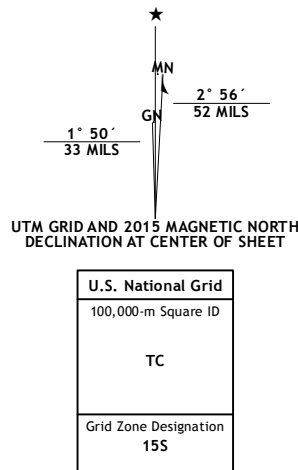 MN
GN
2° 56´
52 MILS
1° 50´
33 MILS
UTM GRID AND 2015 MAGNETIC NORTH
DECLINATION AT CENTER OF SHEET
U.S. National Grid
100,000-m Square ID
TC
Grid Zone Designation
15S